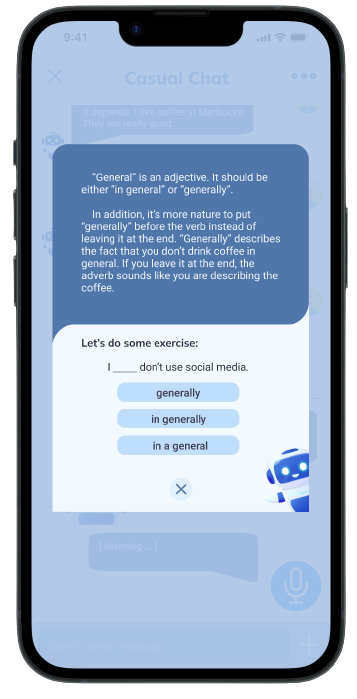 9:41
Casual Chat
It depends. I like coffee in Starbucks.
They are really good.
“General” is an adjective. It should be
either “in general” or “generally”.
In addition, it’s more nature to put
“generally” before the verb instead of
leaving it at the end. “Generally” describes
the fact that you don’t drink coffee in
general. If you leave it at the end, the
adverb sounds like you are describing the
coffee.
Let’s do some exercise:
I ____ don’t use social media.
generally
in generally
in a general
[ listening ... ]
Type to send message